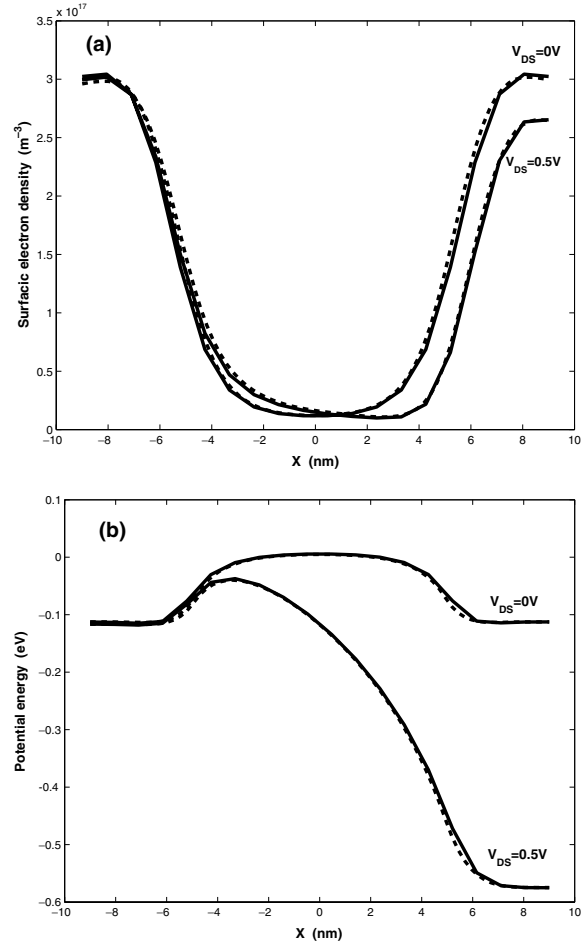 x 10^17
(a)
V_DS=0V
V_DS=0.5V
Surfacic electron density (m^−3)
3.5
3
2.5
2
1.5
1
0.5
0
−10 −8 −6 −4 −2 0 2 4 6 8 10
X (nm)
(b)
V_DS=0V
V_DS=0.5V
Potential energy (eV)
0.1
0
−0.1
−0.2
−0.3
−0.4
−0.5
−0.6
−10 −8 −6 −4 −2 0 2 4 6 8 10
X (nm)